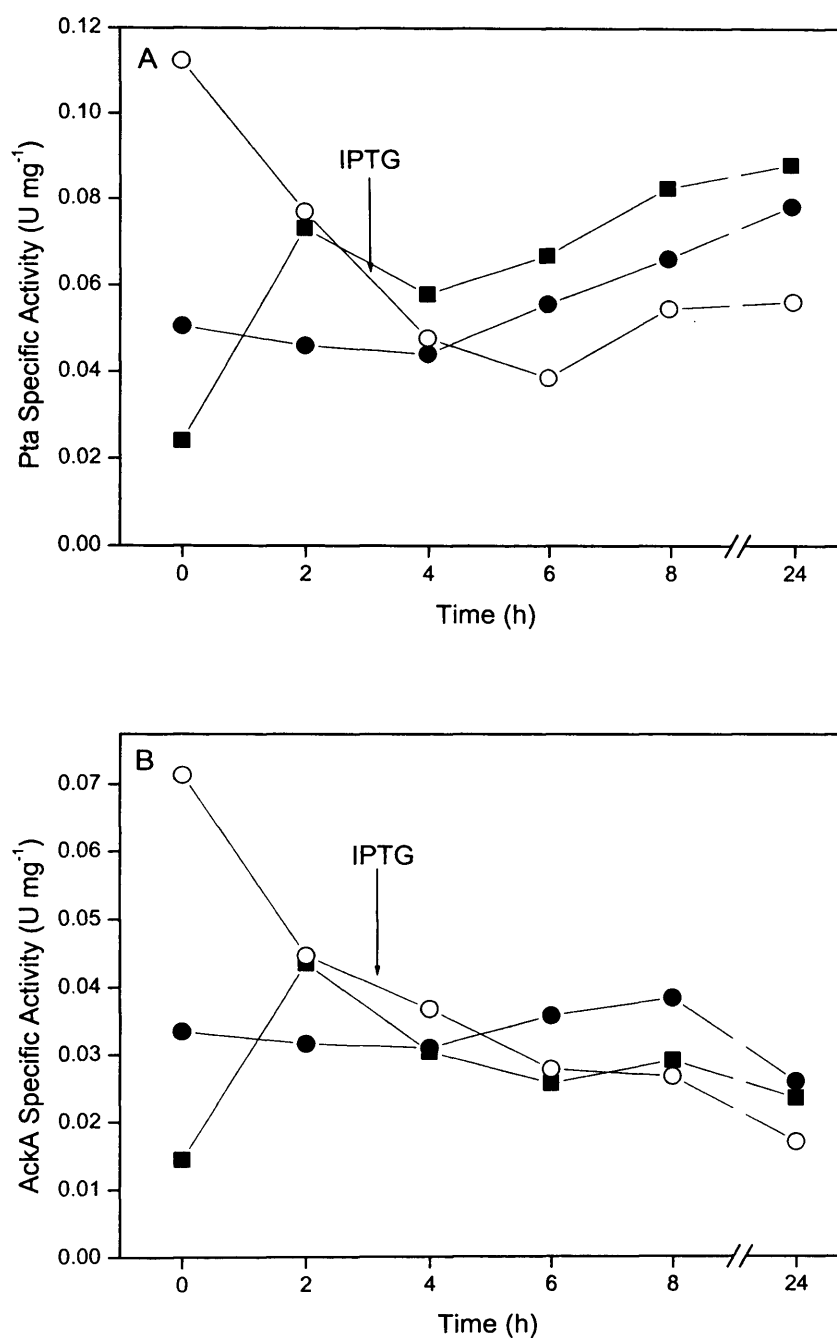 A
IPTG
Pta Specific Activity (U mg-1)
0.12
0.10
0.08
0.06
0.04
0.02
0.00
0 2 4 6 8 24
Time (h)
B
IPTG
AckA Specific Activity (U mg-1)
0.07
0.06
0.05
0.04
0.03
0.02
0.01
0.00
0 2 4 6 8 24
Time (h)